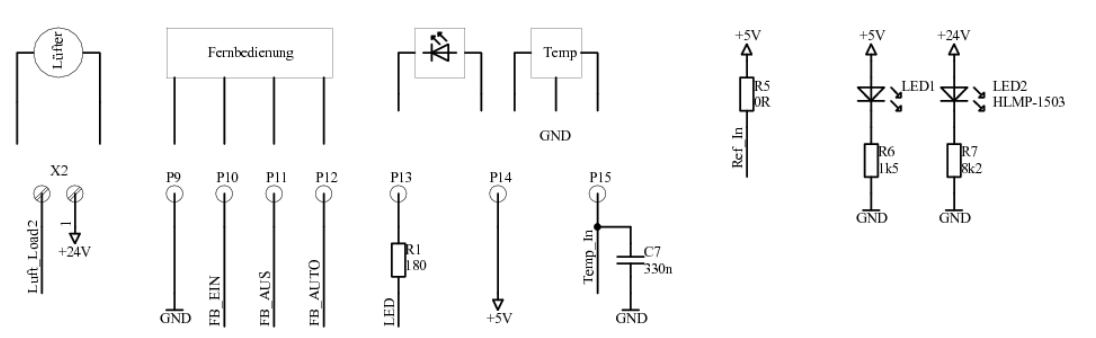 Lüfter
Fernbedienung
Temp
GND
X2
Luft_Load2
1
+24V
P9
P10
P11
P12
P13
P14
P15
GND
FB_EIN
FB_AUS
FB_AUTO
R1
180
LED
+5V
Temp_In
C7
330n
GND
+5V
R5
0R
Ref_In
+5V
LED1
R6
1k5
GND
+24V
LED2
HLMP-1503
R7
8k2
GND